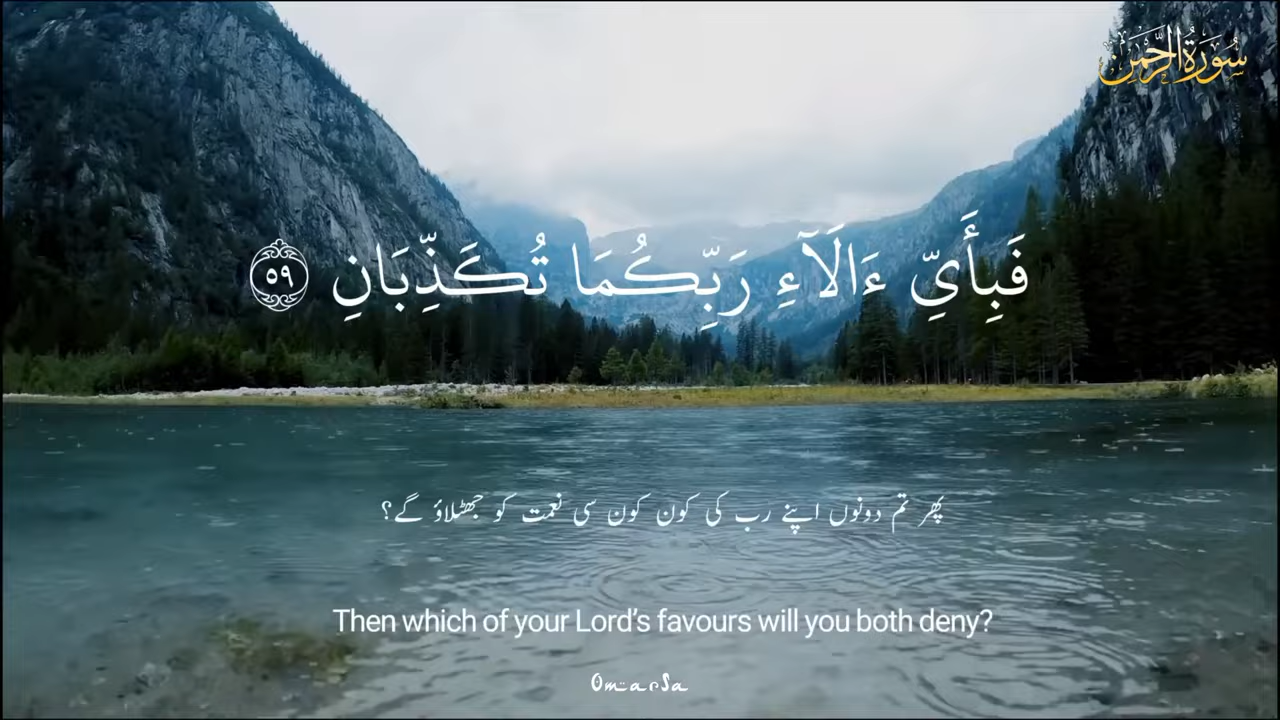 سُورَةُ الرَّحْمَن
فَبِأَيِّ ءَالَآءِ رَبِّكُمَا تُكَذِّبَانِ ٥٩
پھر تم دونوں اپنے رب کی کون کون سی نعمت کو جھٹلاؤ گے؟
Then which of your Lord’s favours will you both deny?
OmarSa